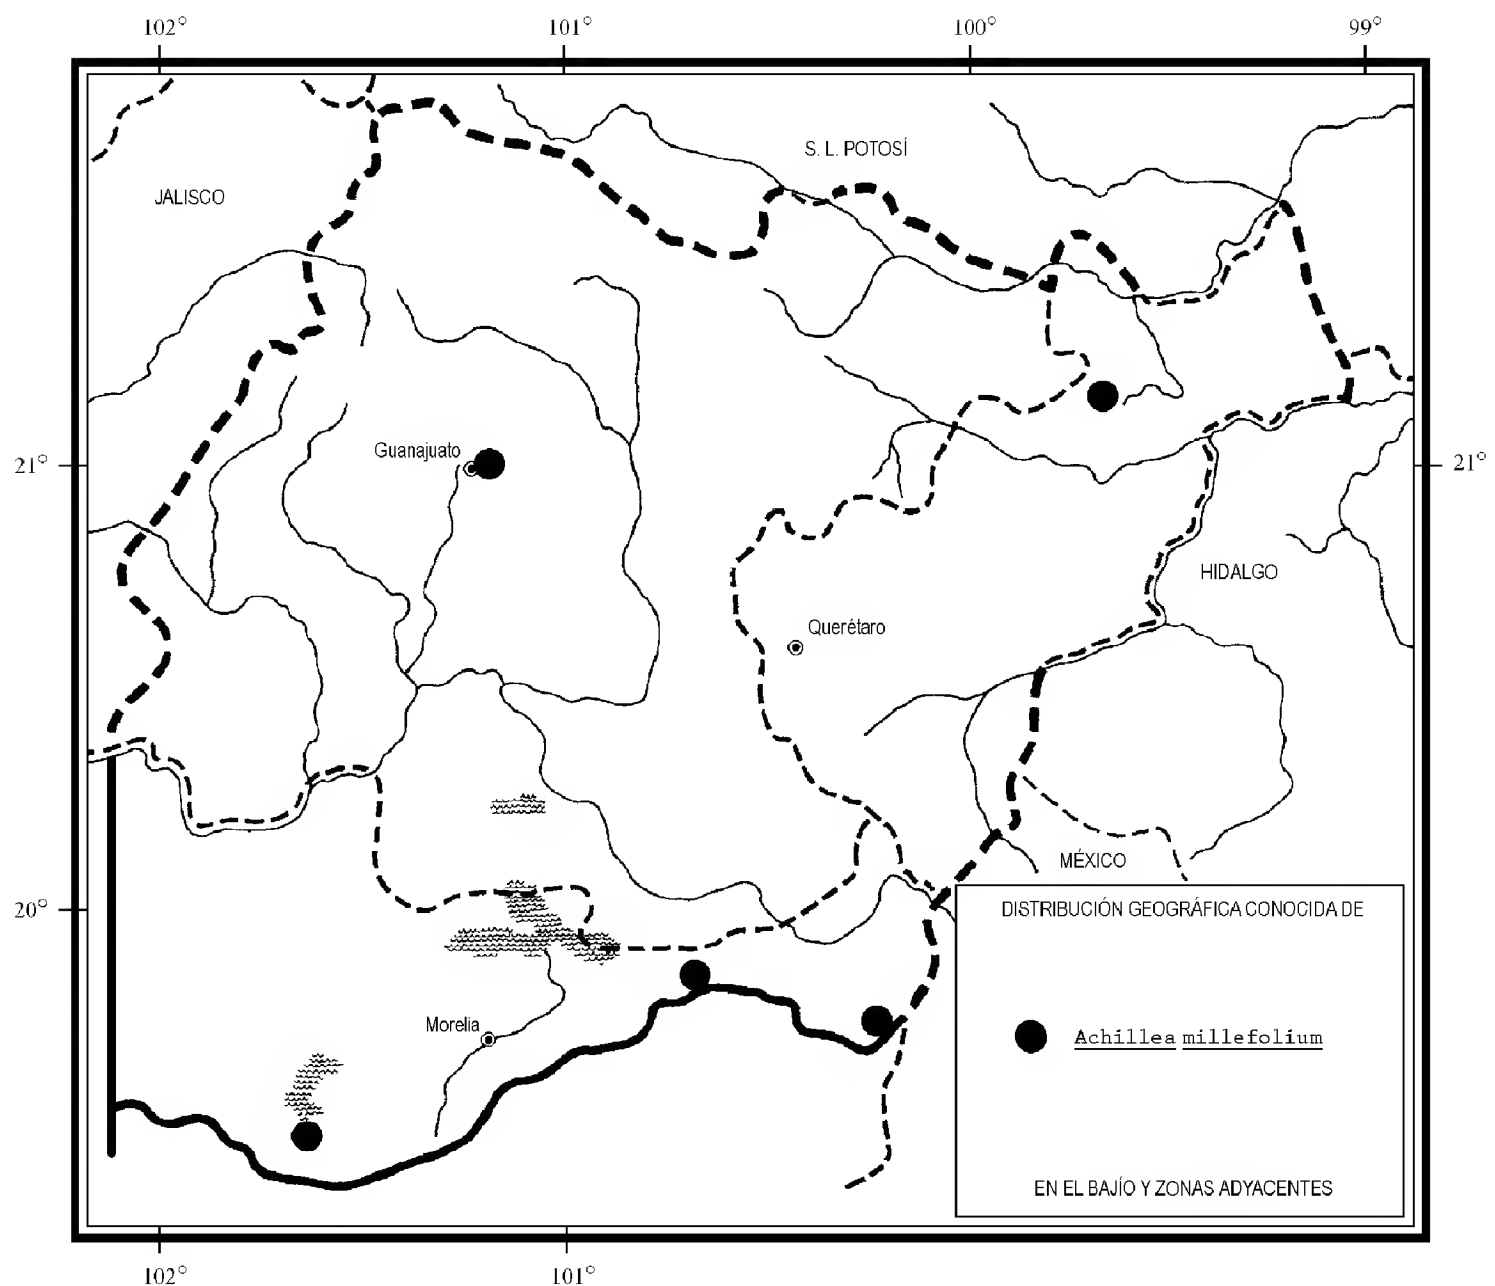 102° 101° 100° 99°
S. L. POTOSÍ
JALISCO
Guanajuato
21° 21°
HIDALGO
Querétaro
MÉXICO
20°
DISTRIBUCIÓN GEOGRÁFICA CONOCIDA DE
Morelia
Achillea millefolium
EN EL BAJÍO Y ZONAS ADYACENTES
102° 101°